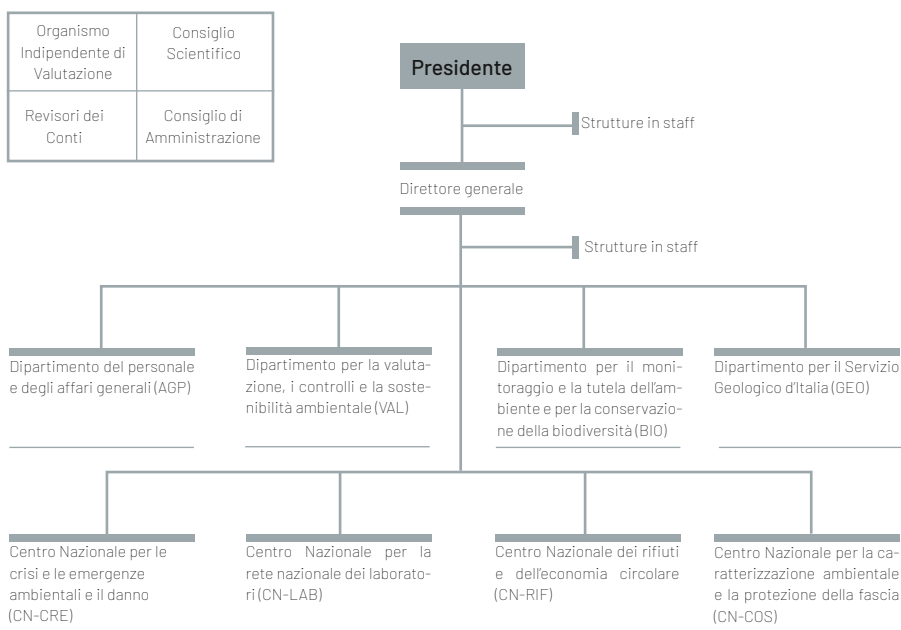 Organismo
Indipendente di
Valutazione
Consiglio
Scientifico
Revisori dei
Conti
Consiglio di
Amministrazione
Presidente
Strutture in staff
Direttore generale
Strutture in staff
Dipartimento del personale
e degli affari generali (AGP)
Dipartimento per la valuta-
zione, i controlli e la soste-
nibilità ambientale (VAL)
Dipartimento per il moni-
toraggio e la tutela dell'am-
biente e per la conservazio-
ne della biodiversità (BIO)
Dipartimento per il Servizio
Geologico d'Italia (GEO)
Centro Nazionale per le
crisi e le emergenze
ambientali e il danno
(CN-CRE)
Centro Nazionale per la
rete nazionale dei laborato-
ri (CN-LAB)
Centro Nazionale dei rifiuti
e dell'economia circolare
(CN-RIF)
Centro Nazionale per la ca-
ratterizzazione ambientale
e la protezione della fascia
(CN-COS)